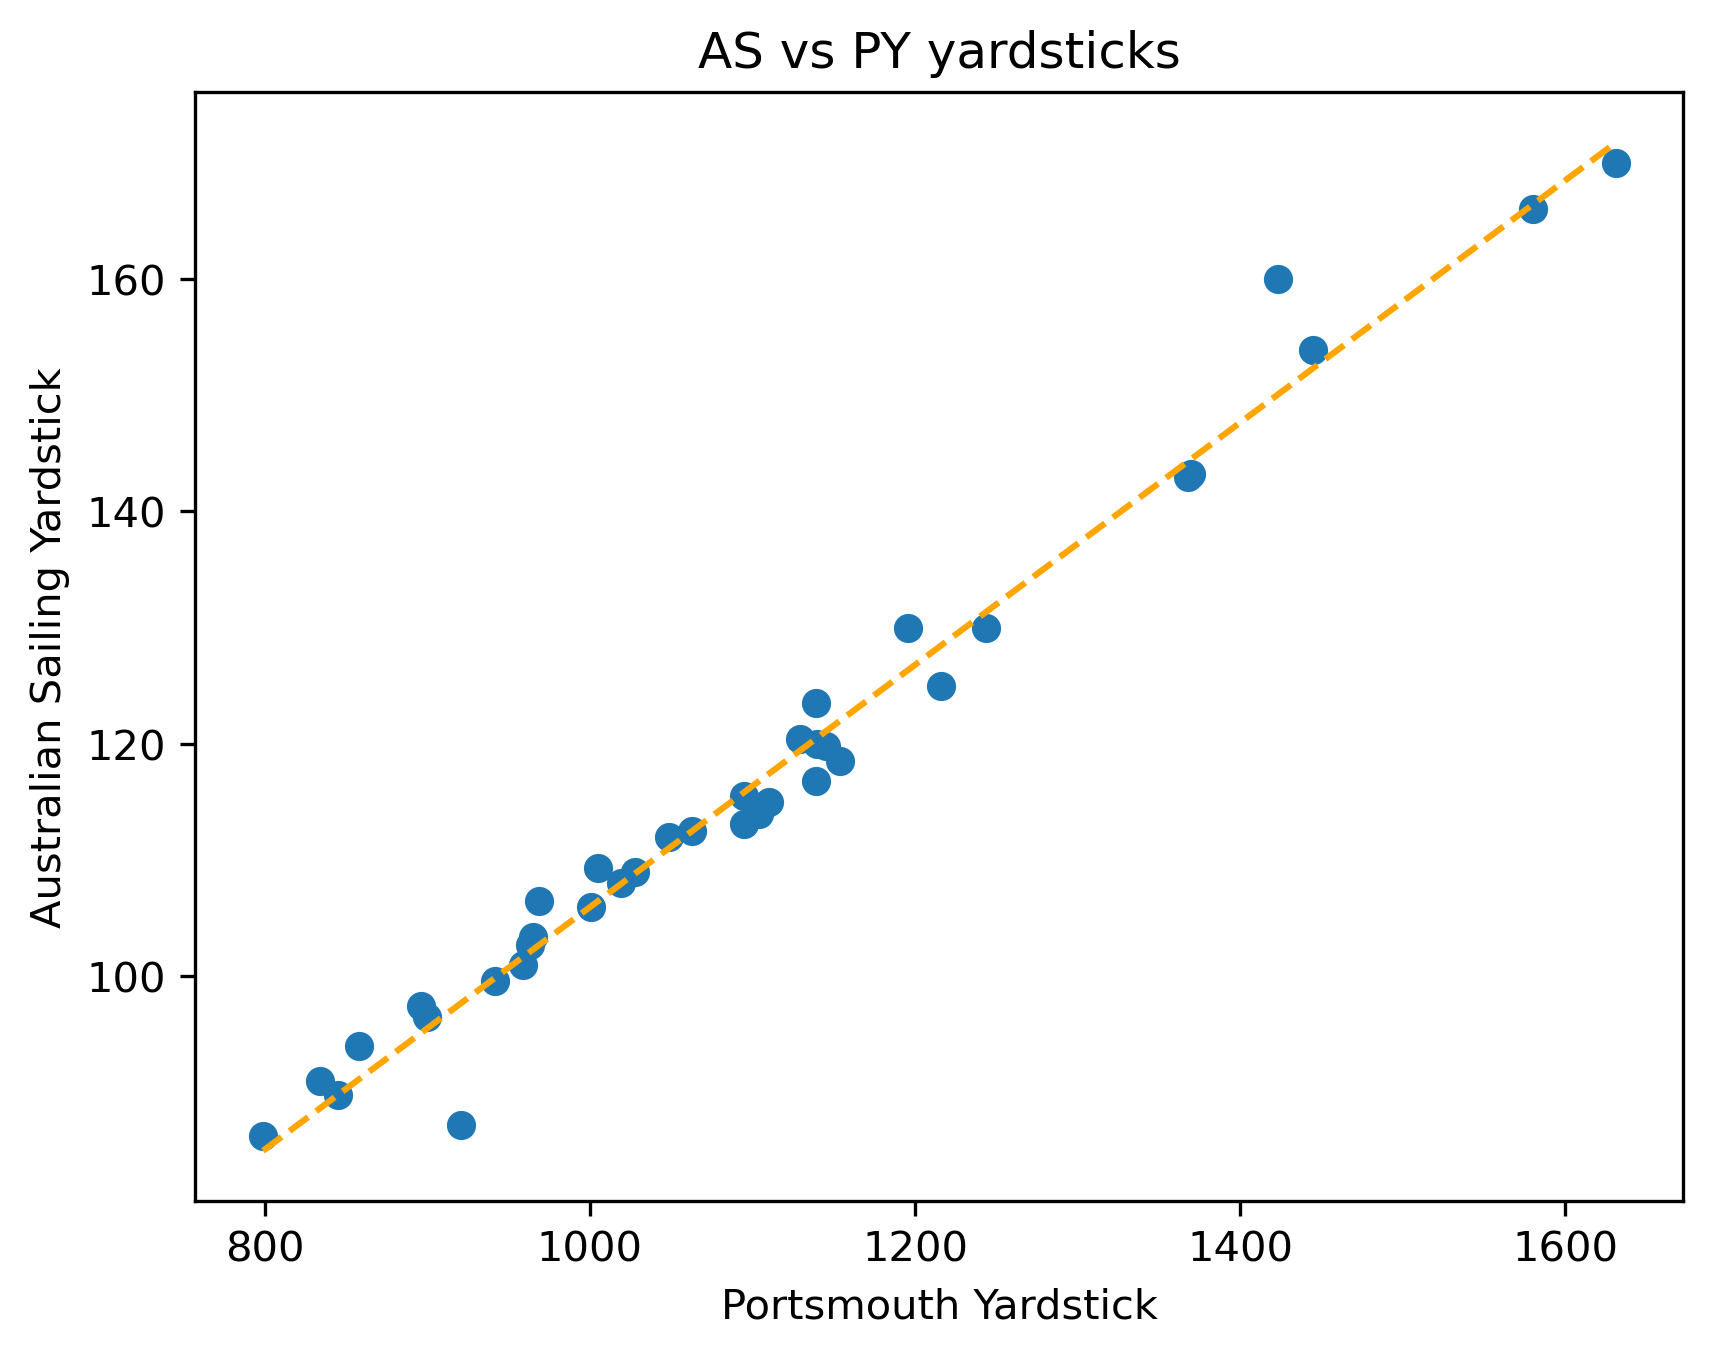 AS vs PY yardsticks
160
140
120
100
Australian Sailing Yardstick
800 1000 1200 1400 1600
Portsmouth Yardstick